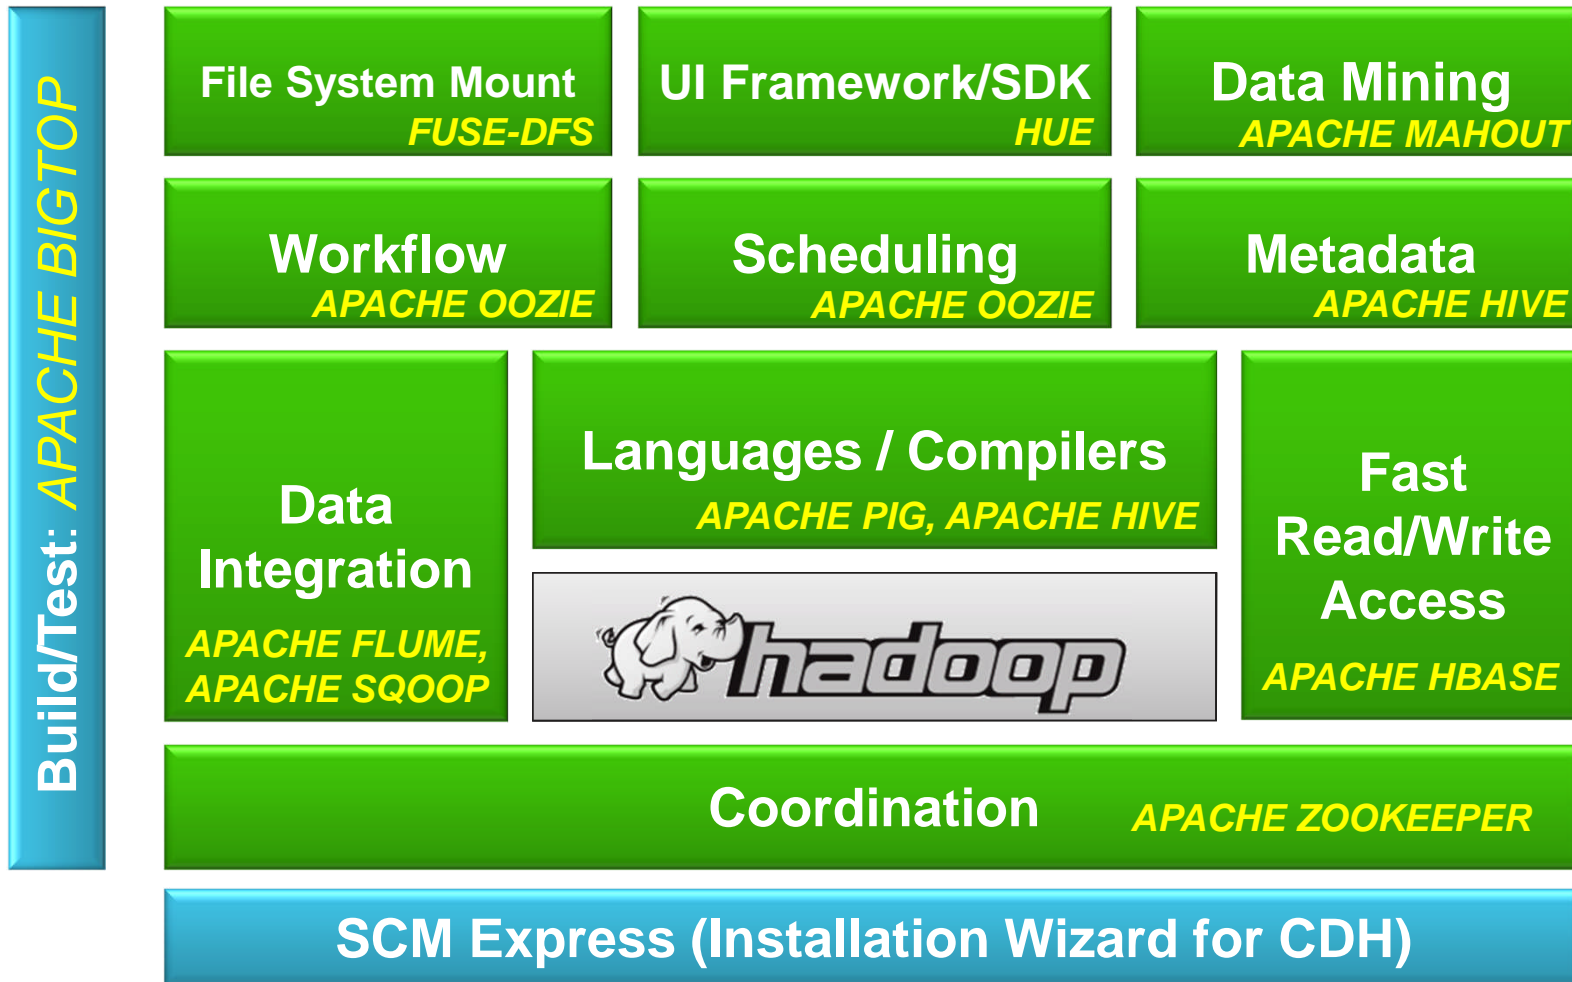 Build/Test: APACHE BIGTOP
File System Mount
FUSE-DFS
UI Framework/SDK
HUE
Data Mining
APACHE MAHOUT
Workflow
APACHE OOZIE
Scheduling
APACHE OOZIE
Metadata
APACHE HIVE
Data
Integration
APACHE FLUME,
APACHE SQOOP
Languages / Compilers
APACHE PIG, APACHE HIVE
hadoop
Fast
Read/Write
Access
APACHE HBASE
Coordination APACHE ZOOKEEPER
SCM Express (Installation Wizard for CDH)